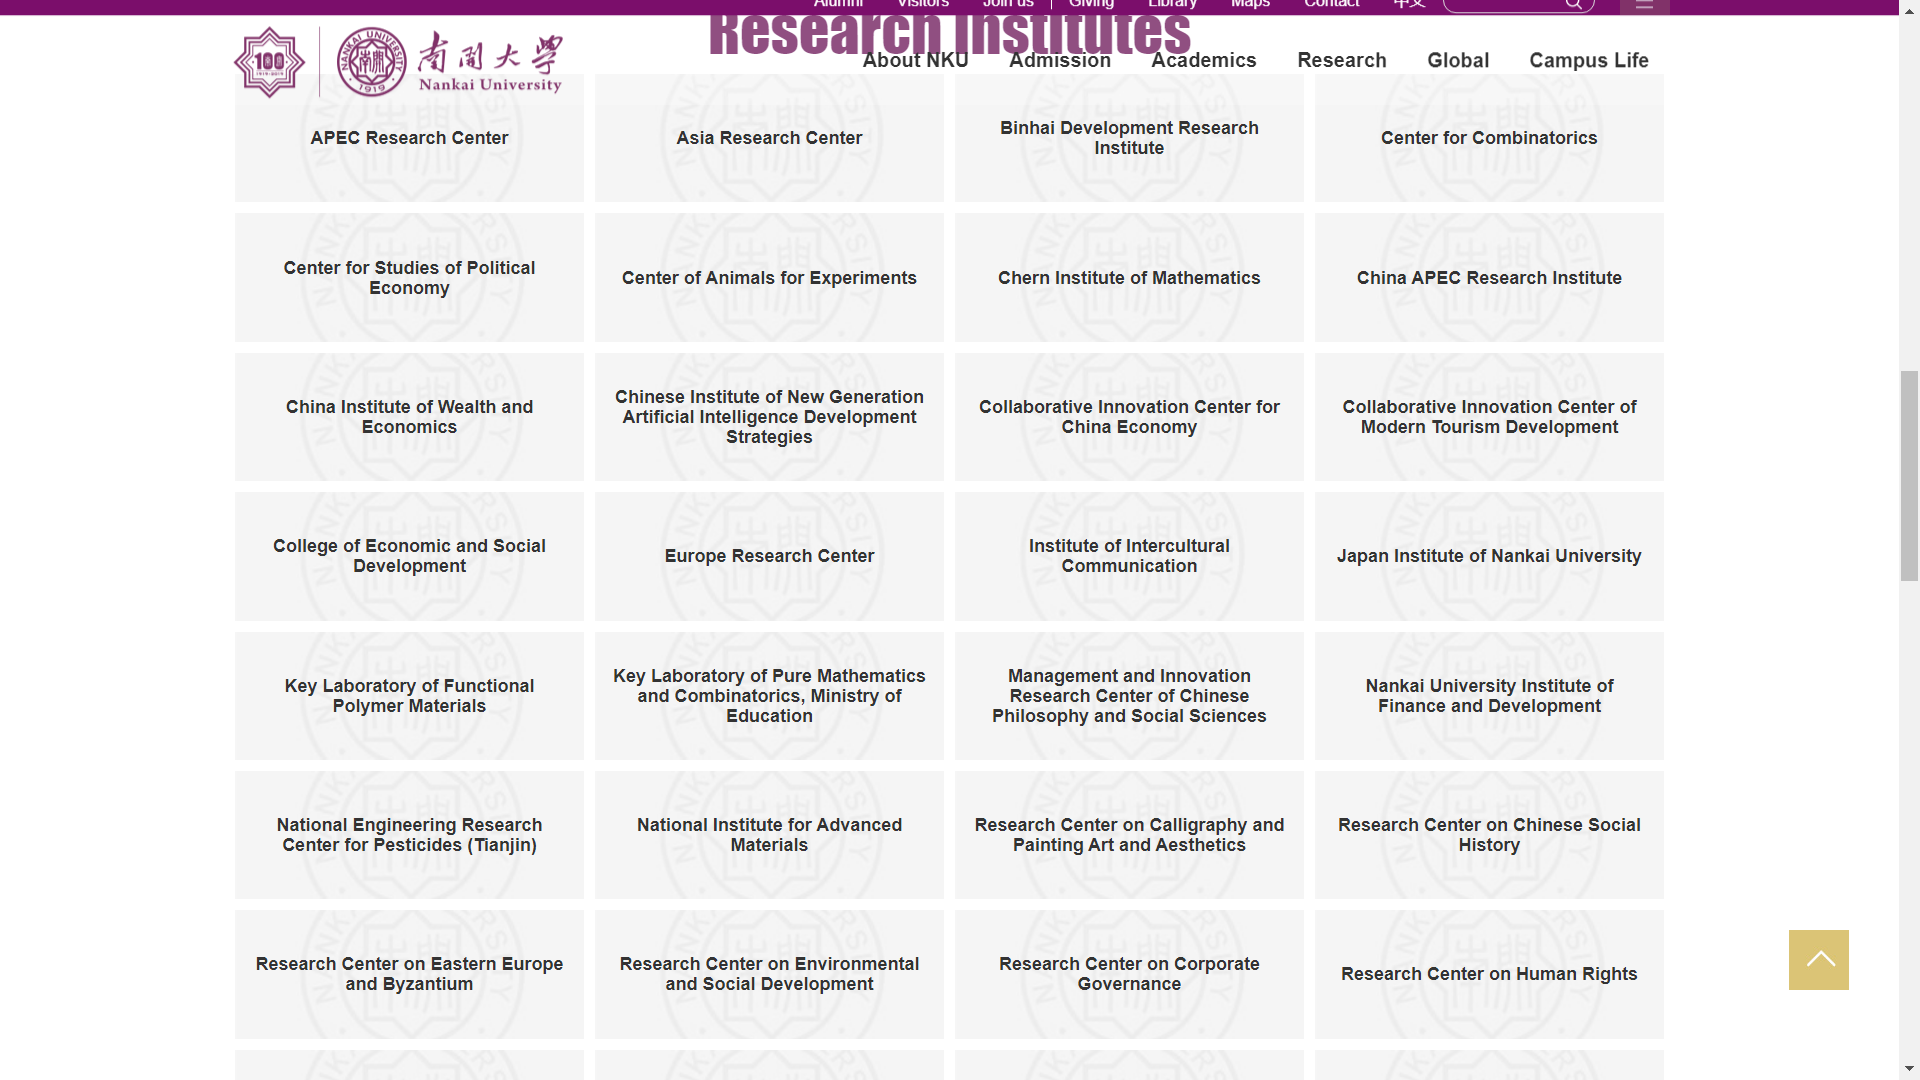 Alumni Visitors Join us Giving Library Maps Contact 中文
Research Institutes
100
1919-2019
NANKAI UNIVERSITY
1919
南開大學
Nankai University
About NKU Admission Academics Research Global Campus Life
APEC Research Center
Asia Research Center
Binhai Development Research
Institute
Center for Combinatorics
Center for Studies of Political
Economy
Center of Animals for Experiments
Chern Institute of Mathematics
China APEC Research Institute
China Institute of Wealth and
Economics
Chinese Institute of New Generation
Artificial Intelligence Development
Strategies
Collaborative Innovation Center for
China Economy
Collaborative Innovation Center of
Modern Tourism Development
College of Economic and Social
Development
Europe Research Center
Institute of Intercultural
Communication
Japan Institute of Nankai University
Key Laboratory of Functional
Polymer Materials
Key Laboratory of Pure Mathematics
and Combinatorics, Ministry of
Education
Management and Innovation
Research Center of Chinese
Philosophy and Social Sciences
Nankai University Institute of
Finance and Development
National Engineering Research
Center for Pesticides (Tianjin)
National Institute for Advanced
Materials
Research Center on Calligraphy and
Painting Art and Aesthetics
Research Center on Chinese Social
History
Research Center on Eastern Europe
and Byzantium
Research Center on Environmental
and Social Development
Research Center on Corporate
Governance
Research Center on Human Rights